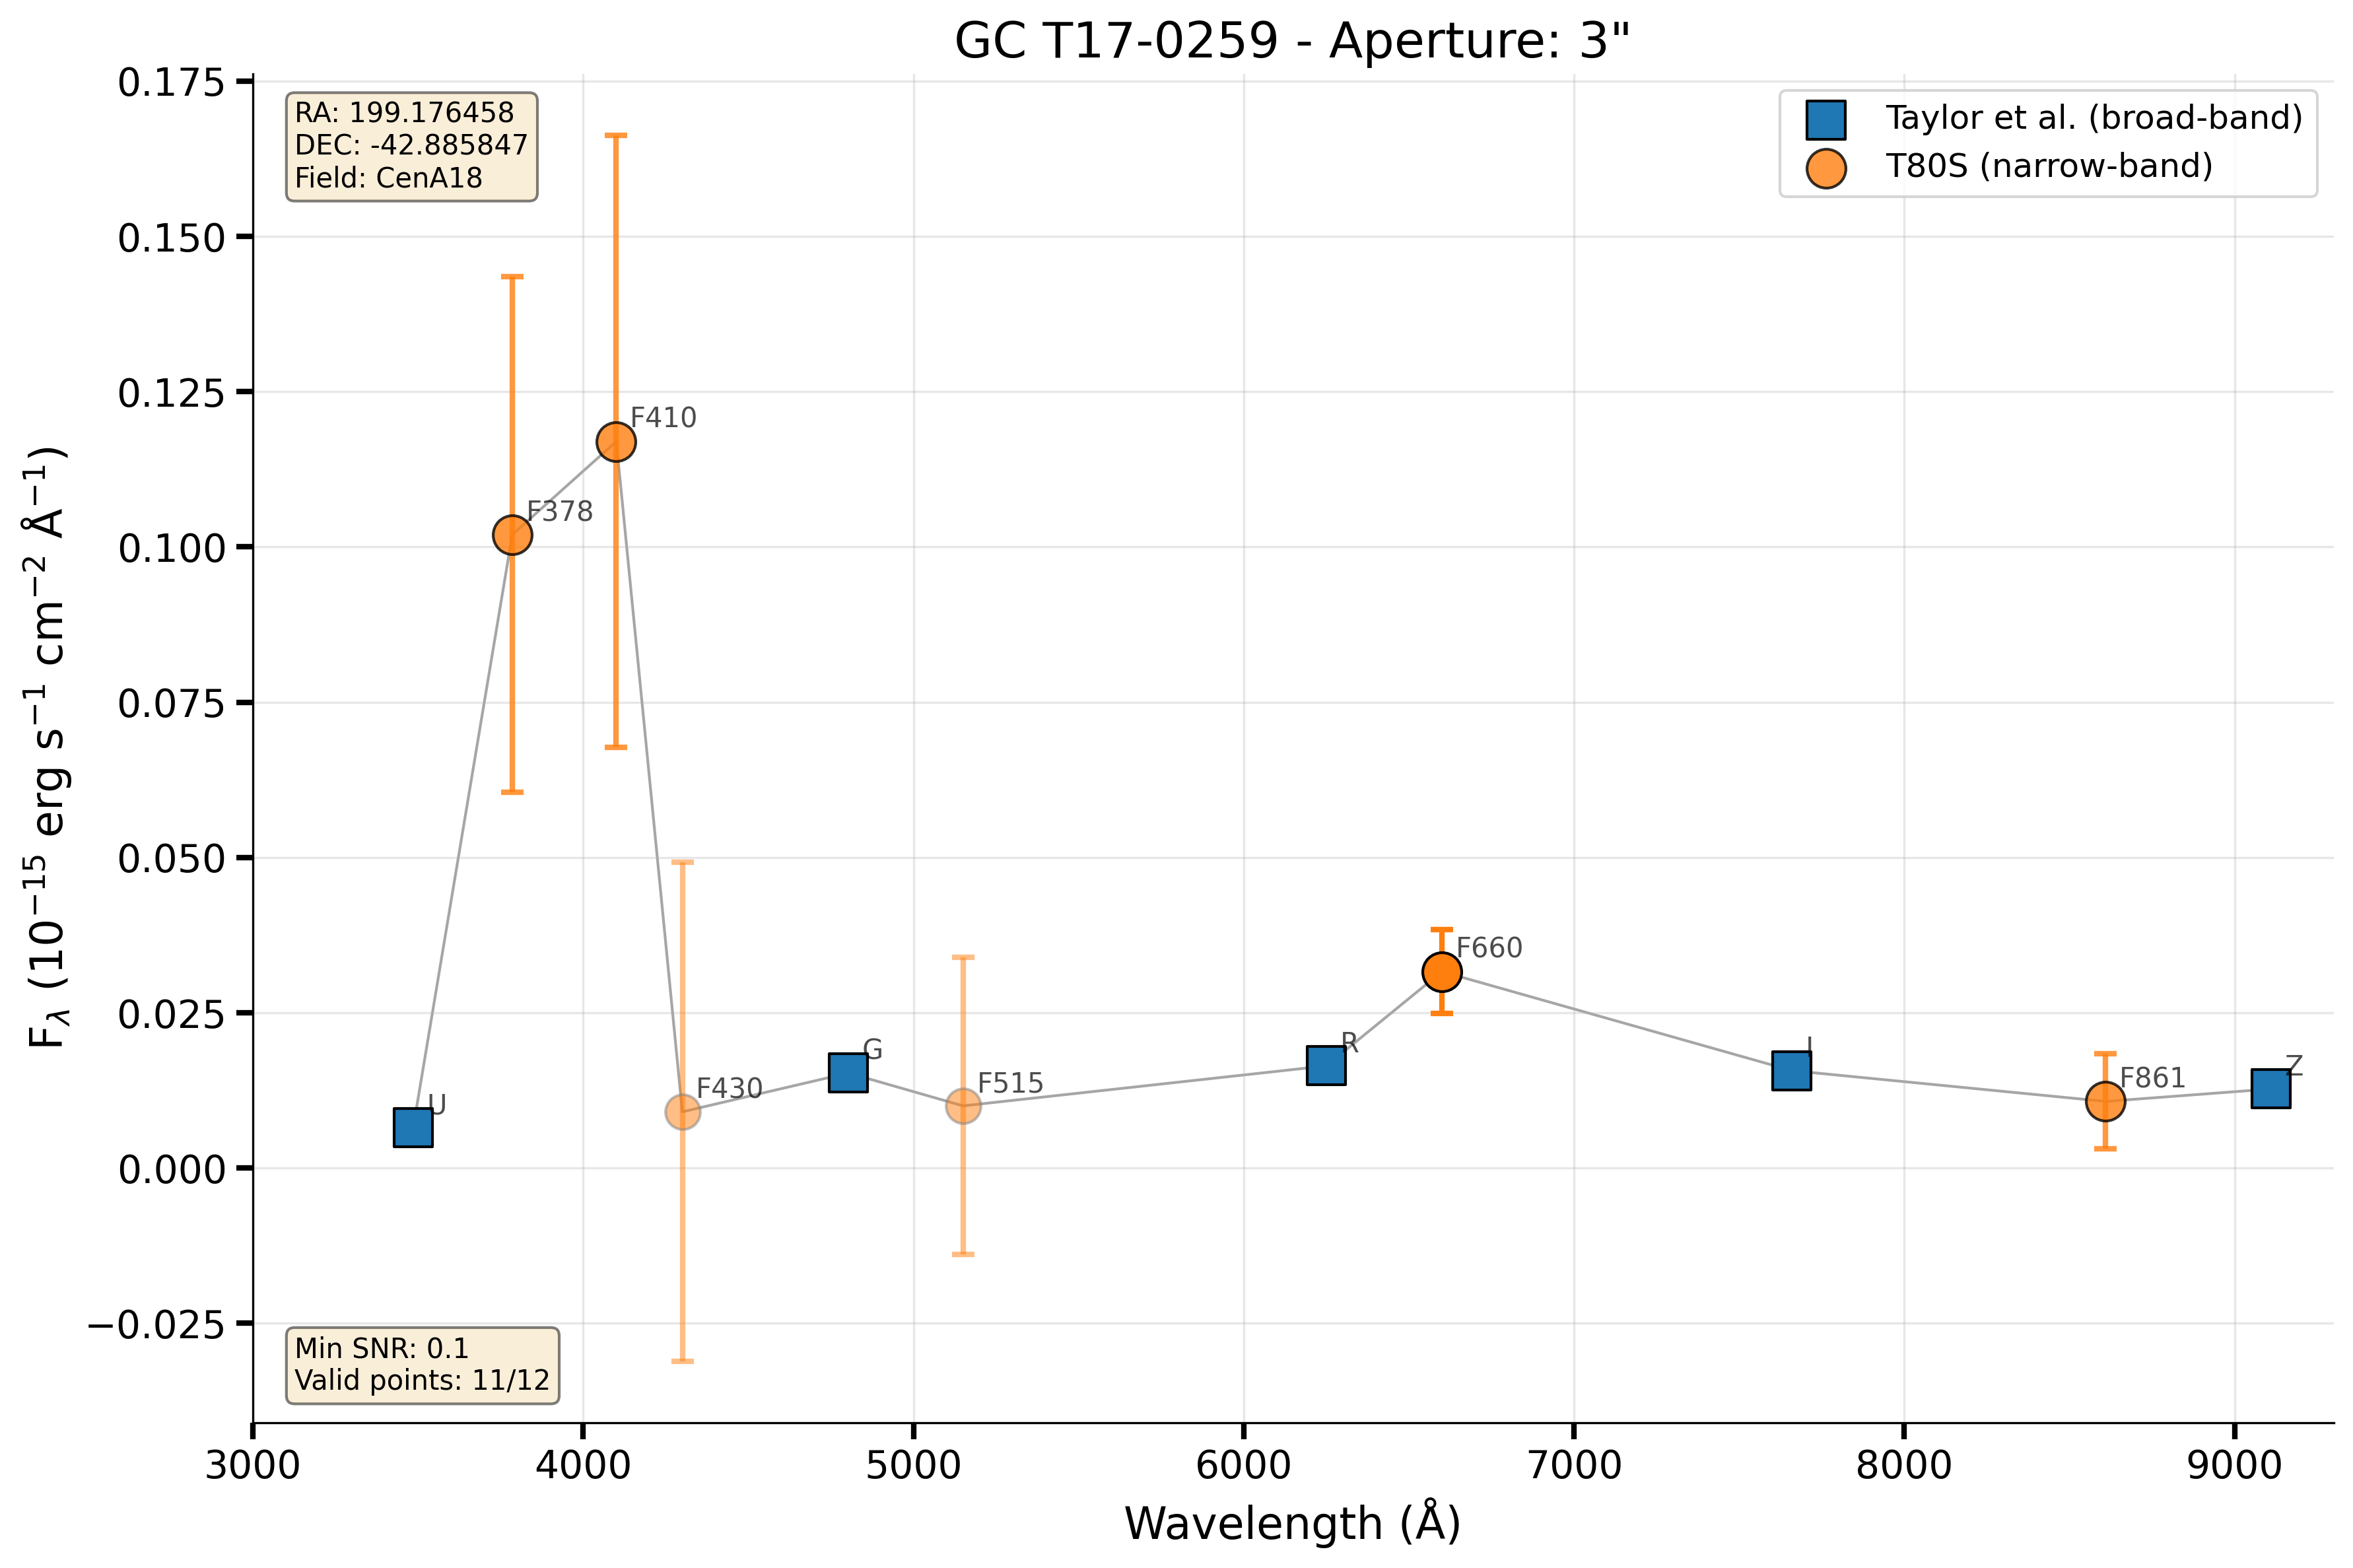 GC T17-0259 - Aperture: 3"
RA: 199.176458
DEC: -42.885847
Field: CenA18
Taylor et al. (broad-band)
T80S (narrow-band)
0.175
0.150
0.125
0.100
0.075
0.050
0.025
0.000
−0.025
F_λ (10⁻¹⁵ erg s⁻¹ cm⁻² Å⁻¹)
U
F378
F410
F430
G
F515
R
F660
I
F861
Z
Min SNR: 0.1
Valid points: 11/12
3000 4000 5000 6000 7000 8000 9000
Wavelength (Å)